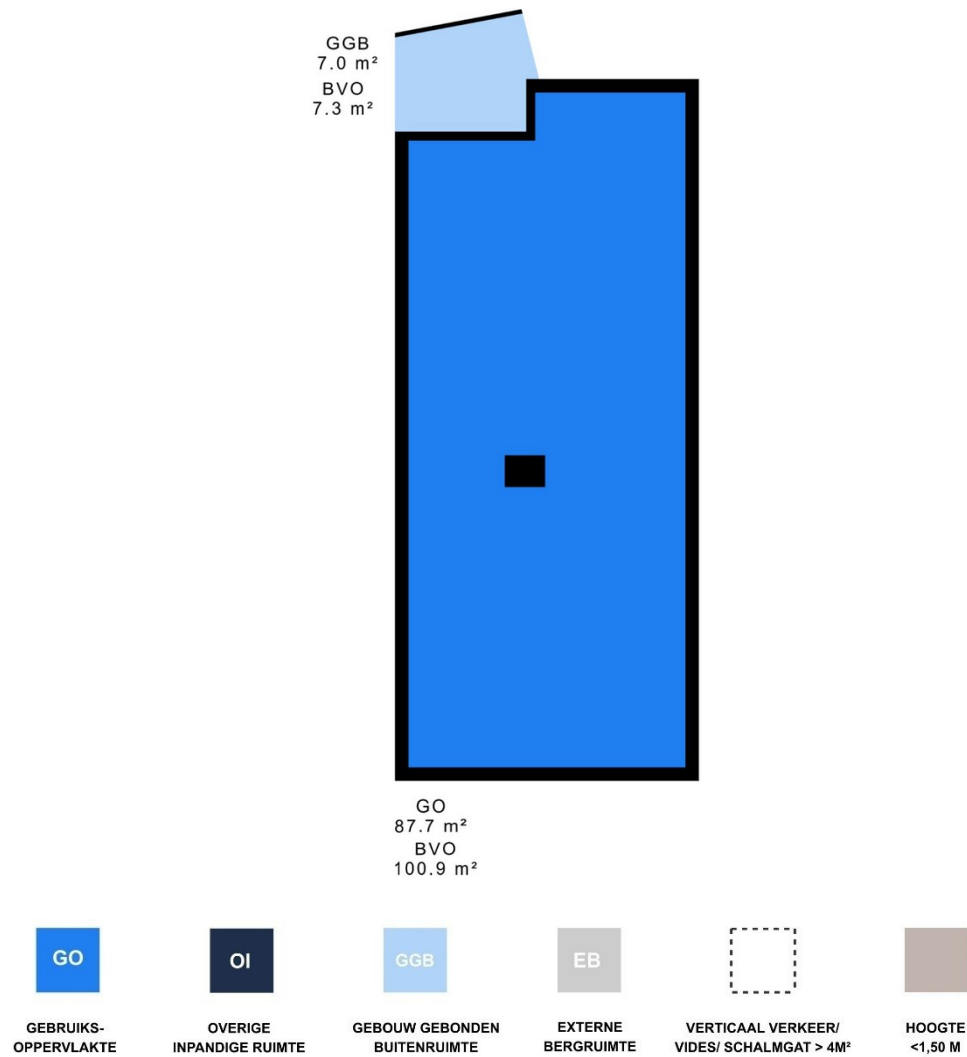 GGB
7.0 m²
BVO
7.3 m²
GO
87.7 m²
BVO
100.9 m²
GO
OI
GGB
EB
GEBRUIKS-
OPPERVLAKTE
OVERIGE
INPANDIGE RUIMTE
GEBOUW GEBONDEN
BUITENRUIMTE
EXTERNE
BERGRUIMTE
VERTICAAL VERKEER/
VIDES/ SCHALMGAT > 4M²
HOOGTE
<1,50 M